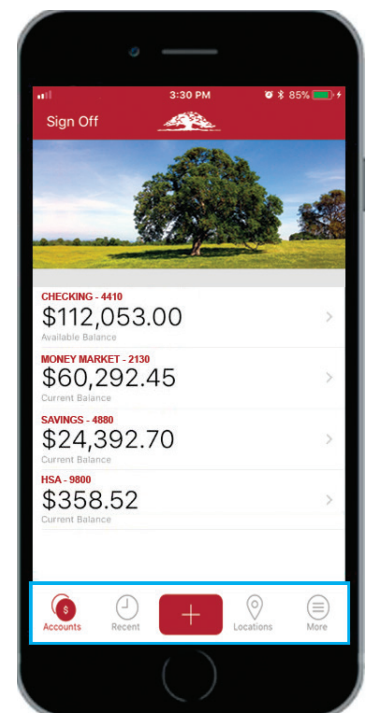 3:30 PM
85%
Sign Off
CHECKING - 4410
$112,053.00
Available Balance
MONEY MARKET - 2130
$60,292.45
Current Balance
SAVINGS - 4880
$24,392.70
Current Balance
HSA - 9800
$358.52
Current Balance
$
Accounts Recent + Locations More